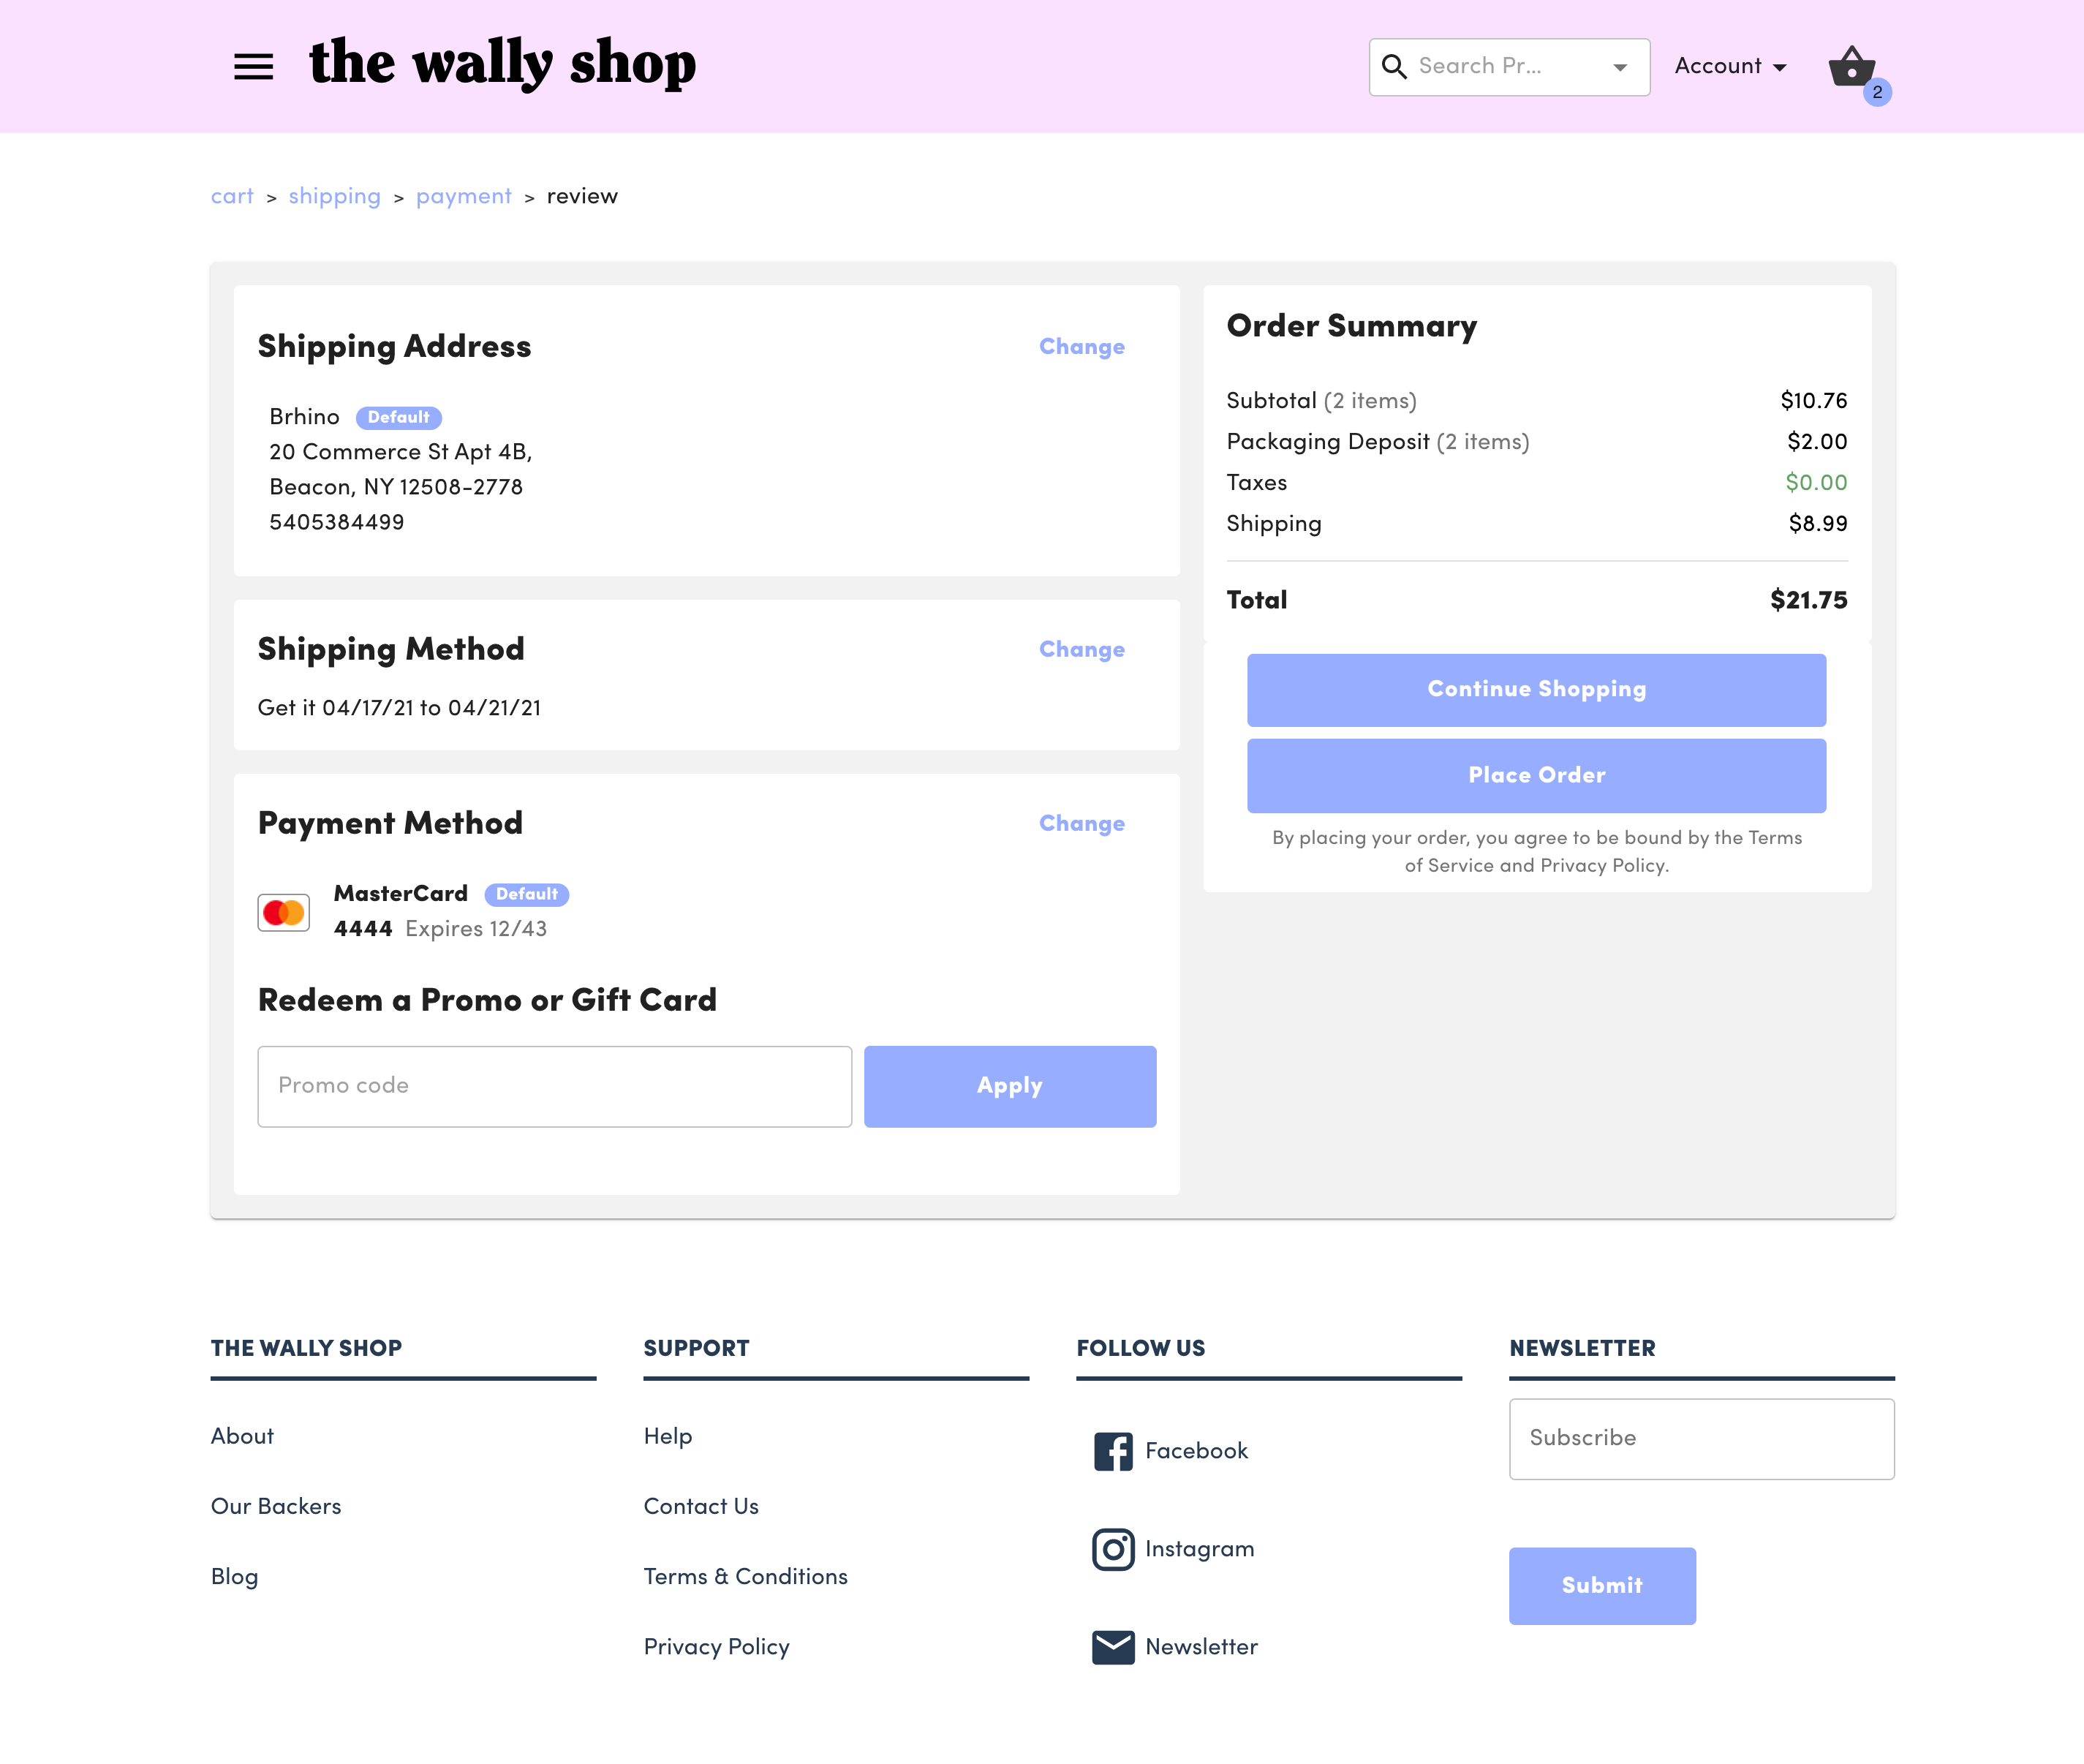 the wally shop
Search Pr...
Account
2
cart > shipping > payment > review
Shipping Address
Change
Brhino Default
20 Commerce St Apt 4B,
Beacon, NY 12508-2778
5405384499
Shipping Method
Change
Get it 04/17/21 to 04/21/21
Payment Method
Change
MasterCard Default
4444 Expires 12/43
Redeem a Promo or Gift Card
Promo code
Apply
Order Summary
Subtotal (2 items) $10.76
Packaging Deposit (2 items) $2.00
Taxes $0.00
Shipping $8.99
Total $21.75
Continue Shopping
Place Order
By placing your order, you agree to be bound by the Terms
of Service and Privacy Policy.
THE WALLY SHOP
About
Our Backers
Blog
SUPPORT
Help
Contact Us
Terms & Conditions
Privacy Policy
FOLLOW US
Facebook
Instagram
Newsletter
NEWSLETTER
Subscribe
Submit